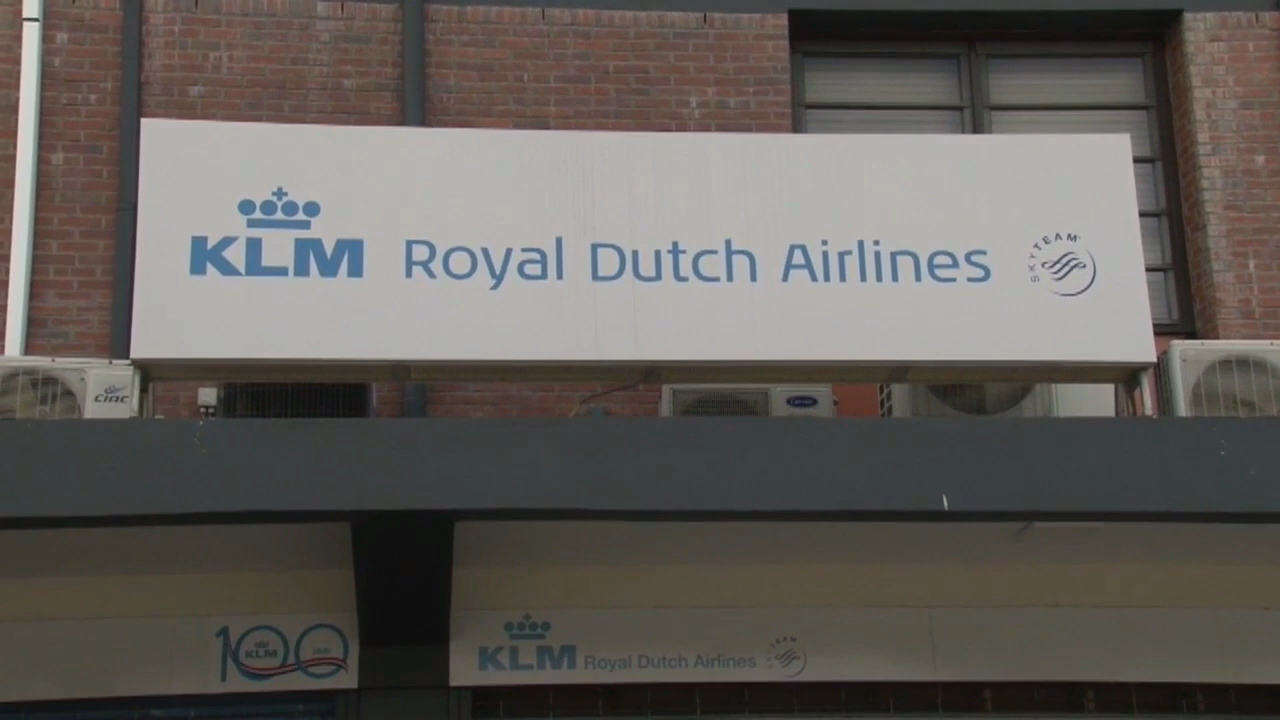 KLM Royal Dutch Airlines SKYTEAM
CIAC
Carrier
100 KLM
KLM Royal Dutch Airlines